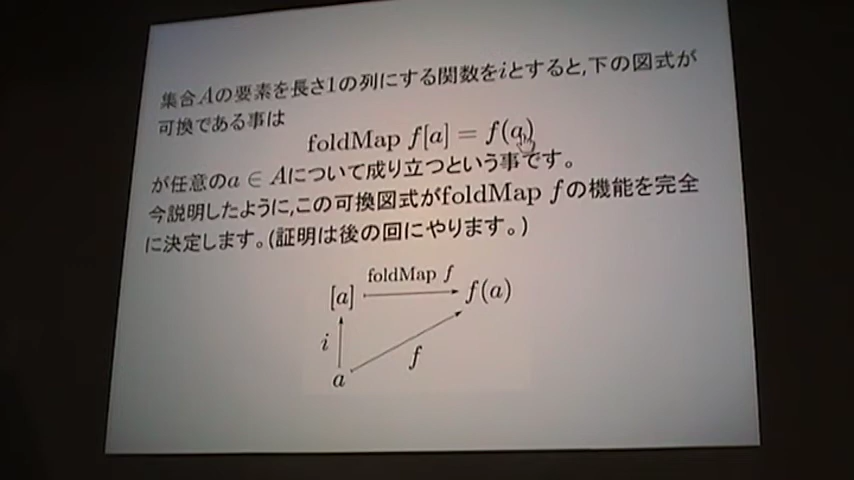 集合Aの要素を長さ1の列にする関数をiとすると,下の図式が
可換である事は
foldMap f[a] = f(a)
が任意のa ∈ Aについて成り立つという事です。
今説明したように,この可換図式がfoldMap fの機能を完全
に決定します。(証明は後の回にやります。)
foldMap f
[a] f(a)
i f
a